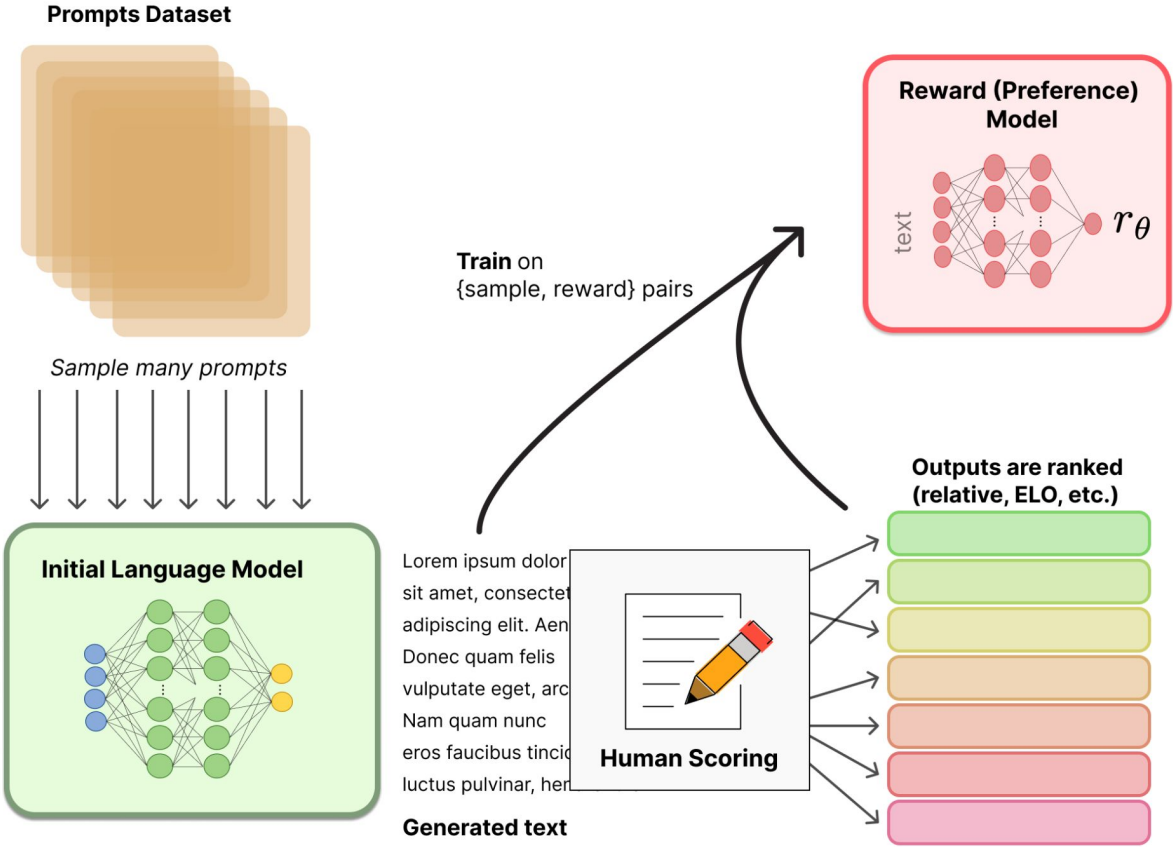 Prompts Dataset
Sample many prompts
Initial Language Model
Train on
{sample, reward} pairs
Reward (Preference)
Model
text
r_θ
Lorem ipsum dolor
sit amet, consectet
adipiscing elit. Aen
Donec quam felis
vulputate eget, arc
Nam quam nunc
eros faucibus tincid
luctus pulvinar, hen
Generated text
Human Scoring
Outputs are ranked
(relative, ELO, etc.)